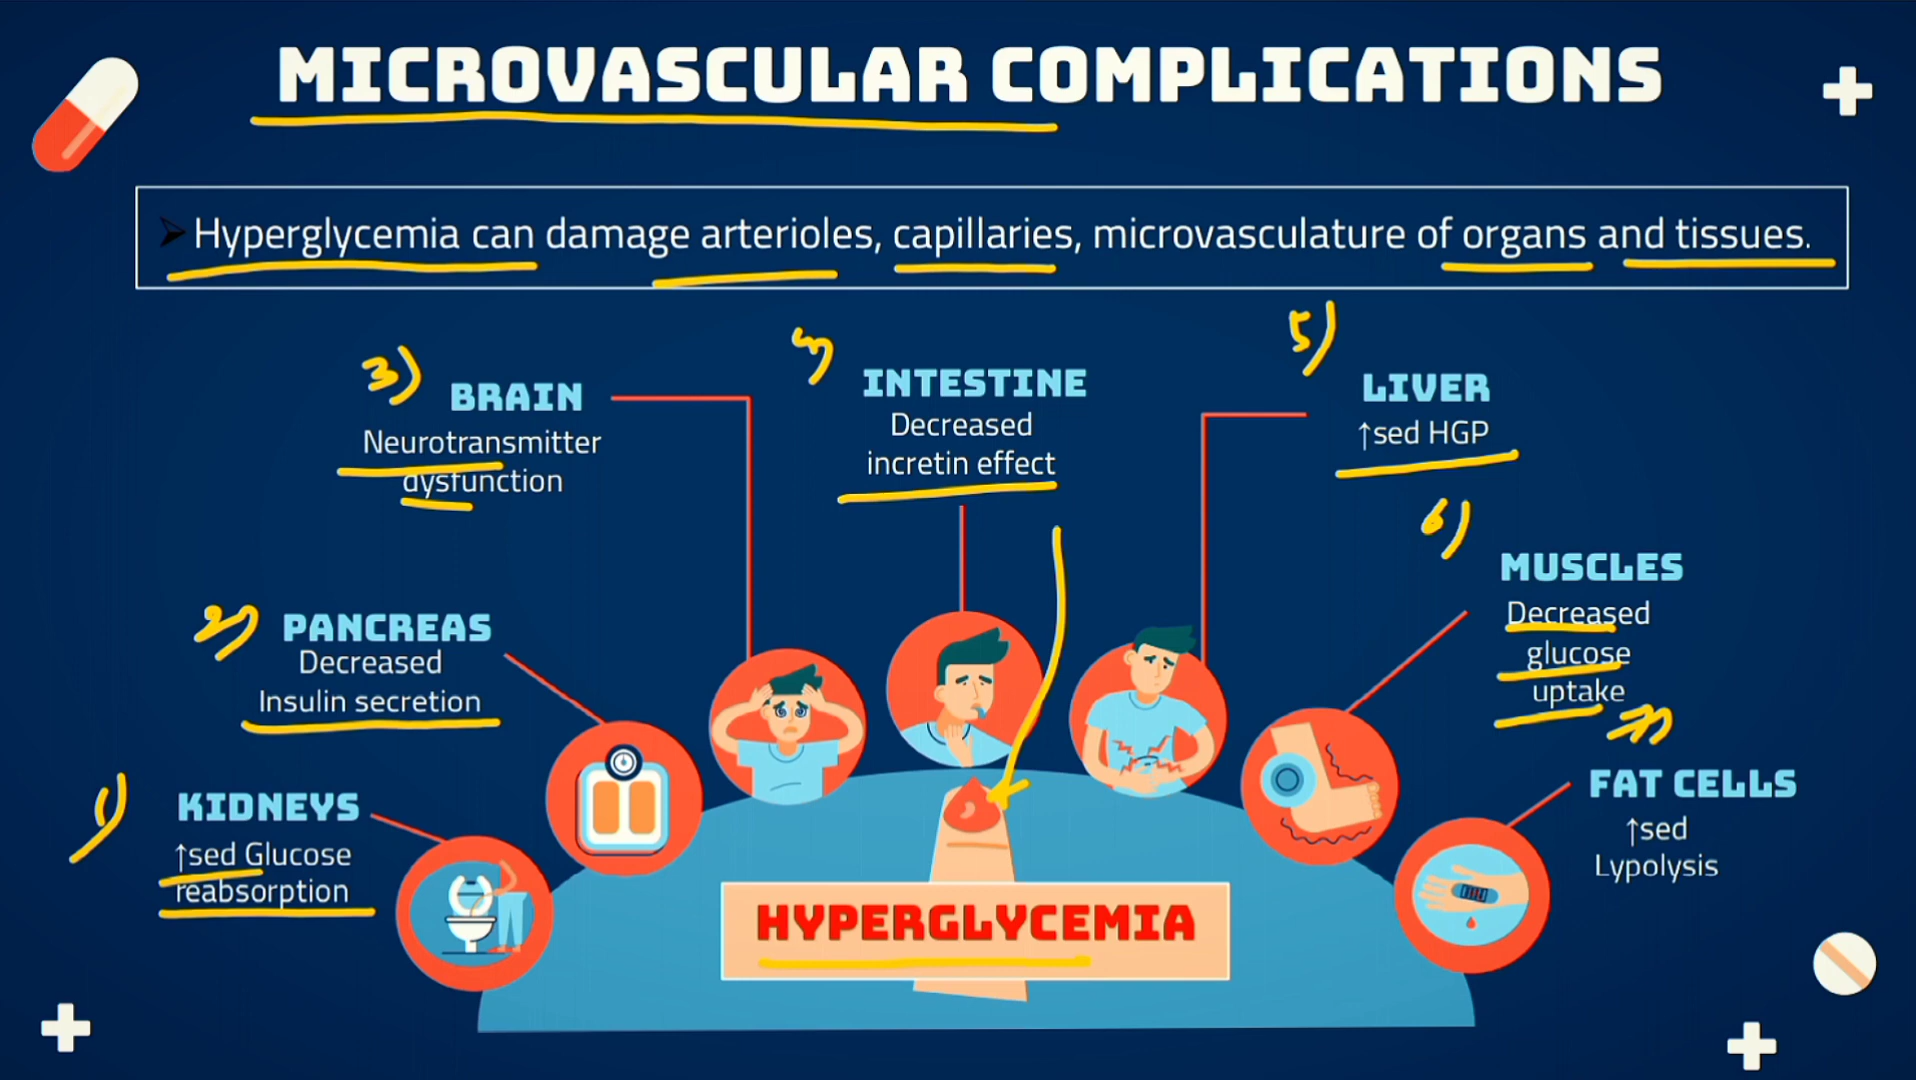 MICROVASCULAR COMPLICATIONS
➤ Hyperglycemia can damage arterioles, capillaries, microvasculature of organs and tissues.
1)
KIDNEYS
↑sed Glucose
reabsorption
2)
PANCREAS
Decreased
Insulin secretion
3)
BRAIN
Neurotransmitter
dysfunction
4)
INTESTINE
Decreased
incretin effect
5)
LIVER
↑sed HGP
6)
MUSCLES
Decreased
glucose
uptake
7)
FAT CELLS
↑sed
Lypolysis
HYPERGLYCEMIA